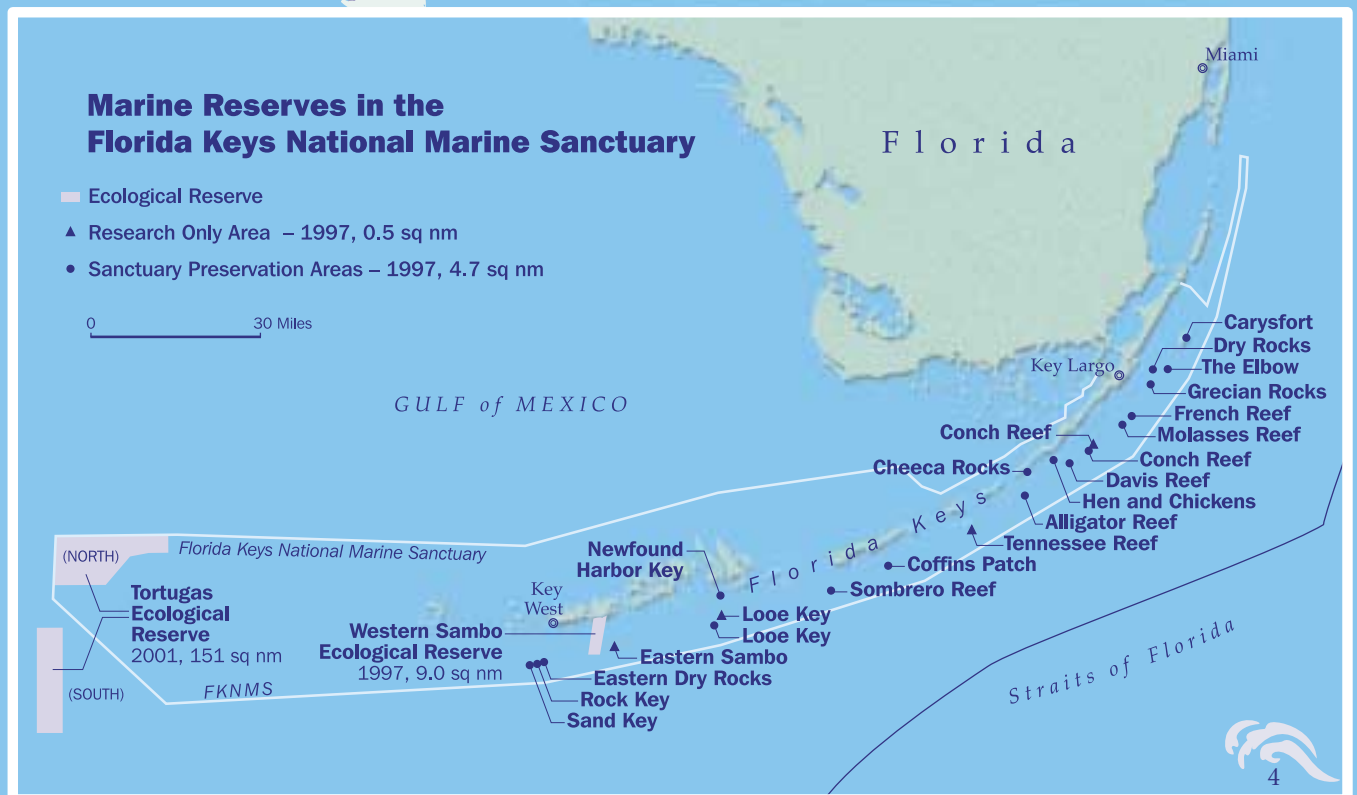 Marine Reserves in the
Florida Keys National Marine Sanctuary
Ecological Reserve
Research Only Area – 1997, 0.5 sq nm
Sanctuary Preservation Areas – 1997, 4.7 sq nm
0 30 Miles
Miami
Florida
GULF of MEXICO
Key Largo
Carysfort
Dry Rocks
The Elbow
Grecian Rocks
French Reef
Molasses Reef
Conch Reef
Conch Reef
Cheeca Rocks
Davis Reef
Hen and Chickens
Alligator Reef
Tennessee Reef
Florida Keys
Coffins Patch
Sombrero Reef
Newfound
Harbor Key
Looe Key
Looe Key
Key
West
(NORTH)
Florida Keys National Marine Sanctuary
Tortugas
Ecological
Reserve
2001, 151 sq nm
(SOUTH)
FKNMS
Western Sambo
Ecological Reserve
1997, 9.0 sq nm
Eastern Sambo
Eastern Dry Rocks
Rock Key
Sand Key
Straits of Florida
4